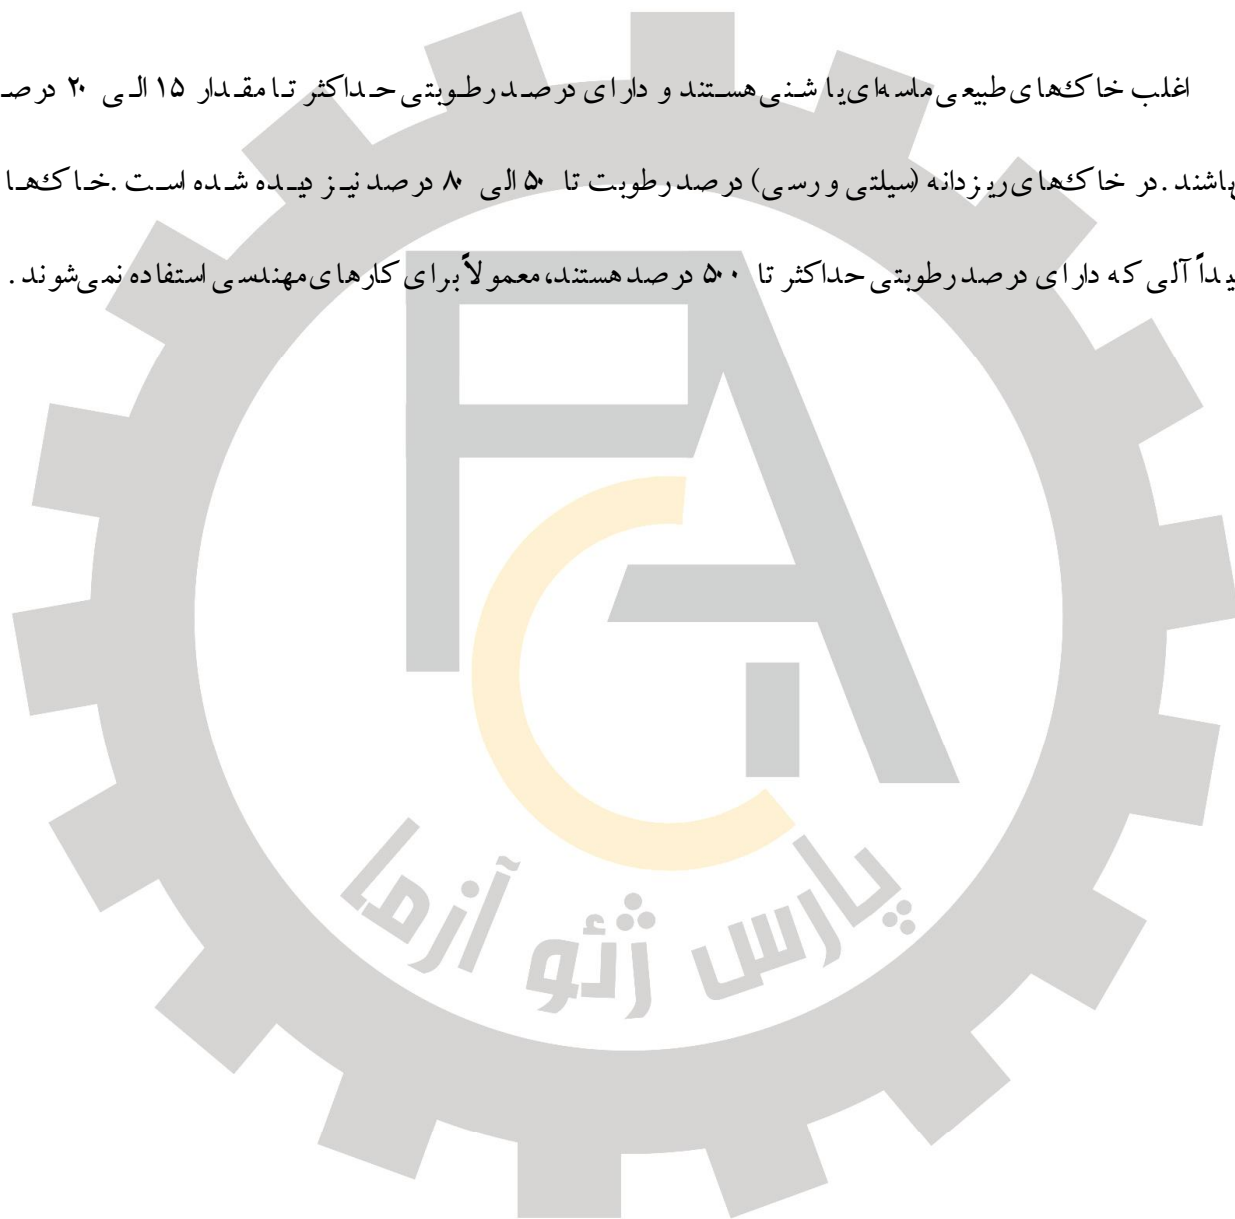 اغلب خاک‌های طبیعی ماسه‌ای یا شنی هستند و دارای درصد رطوبتی حداکثر تا مقدار ۱۵ الی ۲۰ در صـ
باشند. در خاک‌های ریزدانه (سیلتی و رسی) درصد رطوبت تا ۵۰ الی ۸۰ درصد نیز دیده شده است. خاک‌ها
یداً آلی که دارای درصد رطوبتی حداکثر تا ۵۰۰ درصد هستند، معمولاً برای کارهای مهندسی استفاده نمی‌شوند.
پارس ژئو آزما